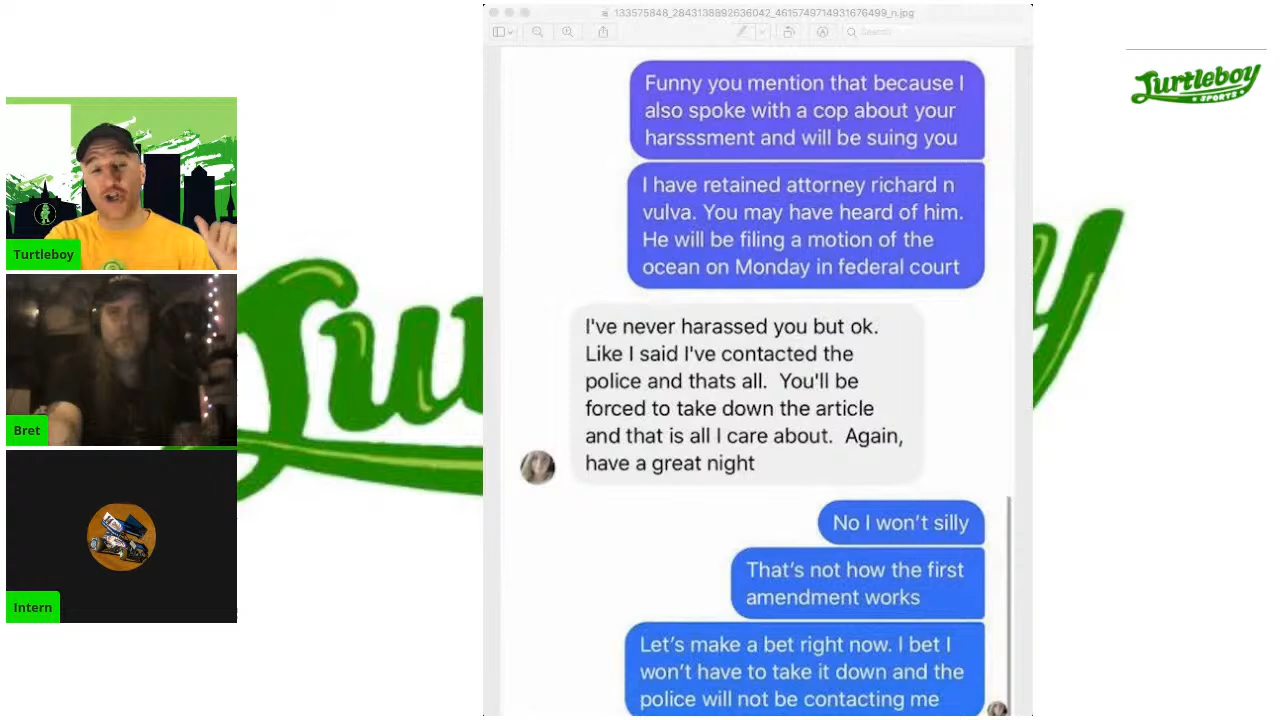 133575848_2843138892636042_4615749714931676499_n.jpg
Search
Funny you mention that because I
also spoke with a cop about your
harsssment and will be suing you
I have retained attorney richard n
vulva. You may have heard of him.
He will be filing a motion of the
ocean on Monday in federal court
I've never harassed you but ok.
Like I said I've contacted the
police and thats all. You'll be
forced to take down the article
and that is all I care about. Again,
have a great night
No I won't silly
That's not how the first
amendment works
Let's make a bet right now. I bet I
won't have to take it down and the
police will not be contacting me
Turtleboy
Bret
Intern
Turtleboy
SPORTS
Tur
y